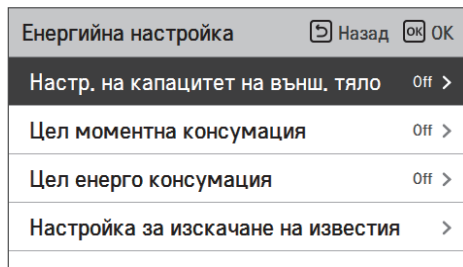 Енергийна настройка Назад OK OK
Настр. на капацитет на външ. тяло Off >
Цел моментна консумация Off >
Цел енерго консумация Off >
Настройка за изскачане на известия >